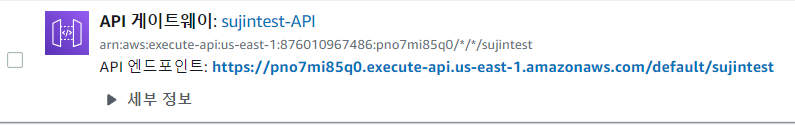 API 게이트웨이: sujintest-API
arn:aws:execute-api:us-east-1:876010967486:pno7mi85q0/*/*/sujintest
API 엔드포인트: https://pno7mi85q0.execute-api.us-east-1.amazonaws.com/default/sujintest
▶ 세부 정보